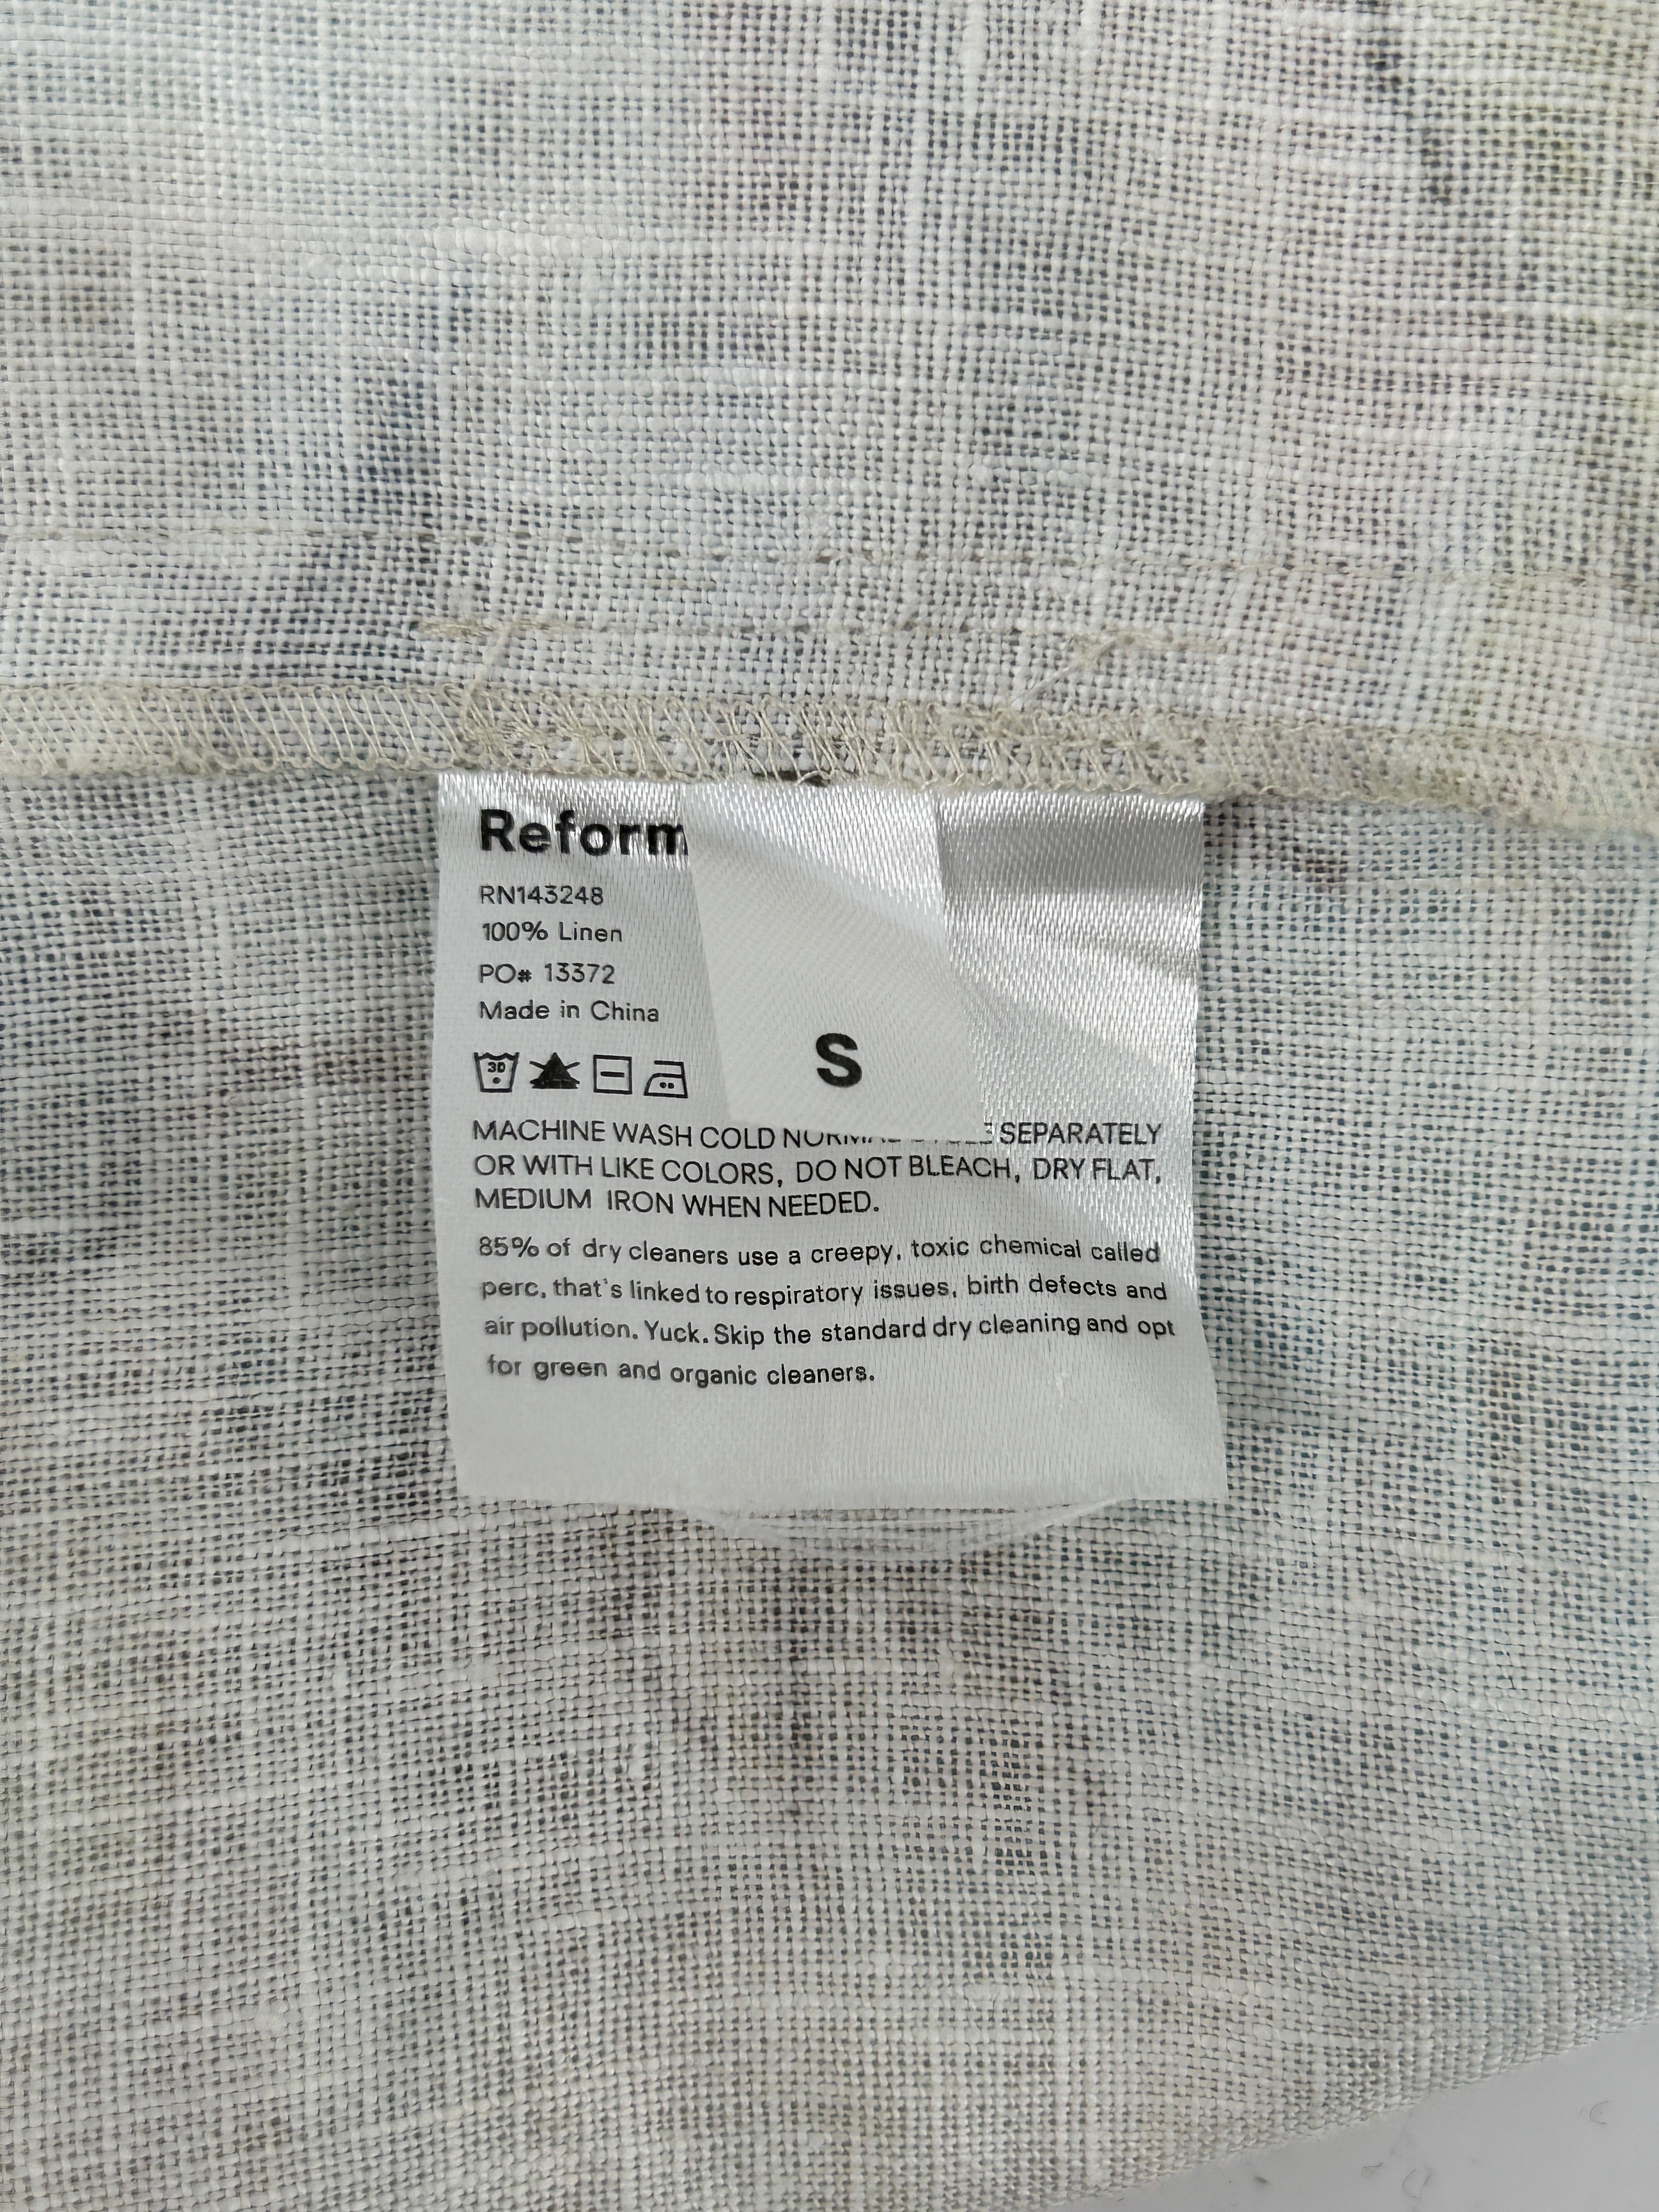 Reform
RN143248
100% Linen
PO# 13372
Made in China
S
30
MACHINE WASH COLD SEPARATELY
OR WITH LIKE COLORS, DO NOT BLEACH, DRY FLAT,
MEDIUM IRON WHEN NEEDED.
85% of dry cleaners use a creepy, toxic chemical called
perc, that's linked to respiratory issues, birth defects and
air pollution. Yuck. Skip the standard dry cleaning and opt
for green and organic cleaners.